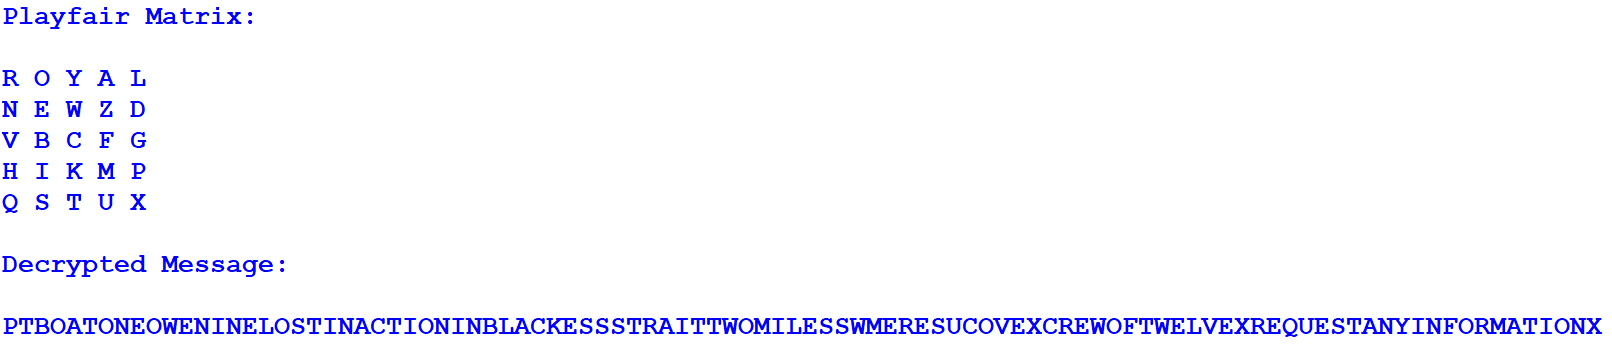 Playfair Matrix:
R O Y A L
N E W Z D
V B C F G
H I K M P
Q S T U X
Decrypted Message:
PTBOATONEOWENINELOSTINACTIONINBLACKESSSTRAITTWOMILESSWMERESUCOVEXCREWOFTWELVEXREQUESTANYINFORMATIONX